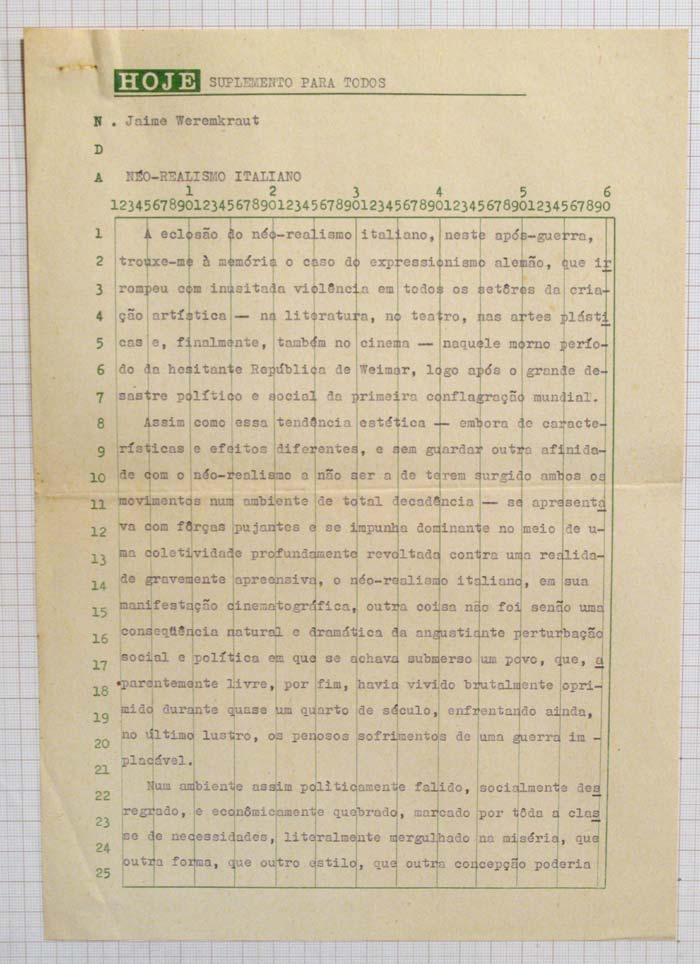 HOJE SUPLEMENTO PARA TODOS
N . Jaime Weremkraut
D
A NÉO-REALISMO ITALIANO
1 2 3 4 5 6
123456789012345678901234567890123456789012345678901234567890
1 A eclosão do néo-realismo italiano, neste após-guerra,
2 trouxe-me à memória o caso do expressionismo alemão, que ir
3 rompeu com inusitada violência em todos os setôres da cria-
4 ção artística — na literatura, no teatro, nas artes plásti
5 cas e, finalmente, também no cinema — naquele morno perío-
6 do da hesitante República de Weimar, logo após o grande de-
7 sastre político e social da primeira conflagração mundial.
8 Assim como essa tendência estética — embora de caracte-
9 rísticas e efeitos diferentes, e sem guardar outra afinida-
10 de com o néo-realismo a não ser a de terem surgido ambos os
11 movimentos num ambiente de total decadência — se apresenta
12 va com fôrças pujantes e se impunha dominante no meio de u-
13 ma coletividade profundamente revoltada contra uma realida-
14 de gravemente apreensiva, o néo-realismo italiano, em sua
15 manifestação cinematográfica, outra coisa não foi senão uma
16 conseqüência natural e dramática da angustiante perturbação
17 social e política em que se achava submerso um povo, que, a
18 parentemente livre, por fim, havia vivido brutalmente opri-
19 mido durante quase um quarto de século, enfrentando ainda,
20 no último lustro, os penosos sofrimentos de uma guerra im -
21 placável.
22 Num ambiente assim polìticamente falido, socialmente des
23 regrado, e econômicamente quebrado, marcado por tôda a clas
24 se de necessidades, literalmente mergulhado na miséria, que
25 outra forma, que outro estilo, que outra concepção poderia